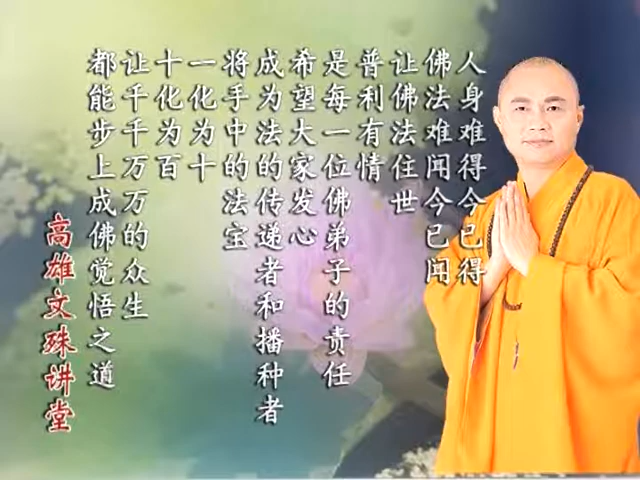 人身难得今已得
佛法难闻今已闻
让佛法住世
普利有情
是每一位佛弟子的责任
希望大家发心
成为法的传递者和播种者
将手中的法宝
一化为十
十化为百
让千千万万的众生
都能步上成佛觉悟之道
高雄文殊讲堂